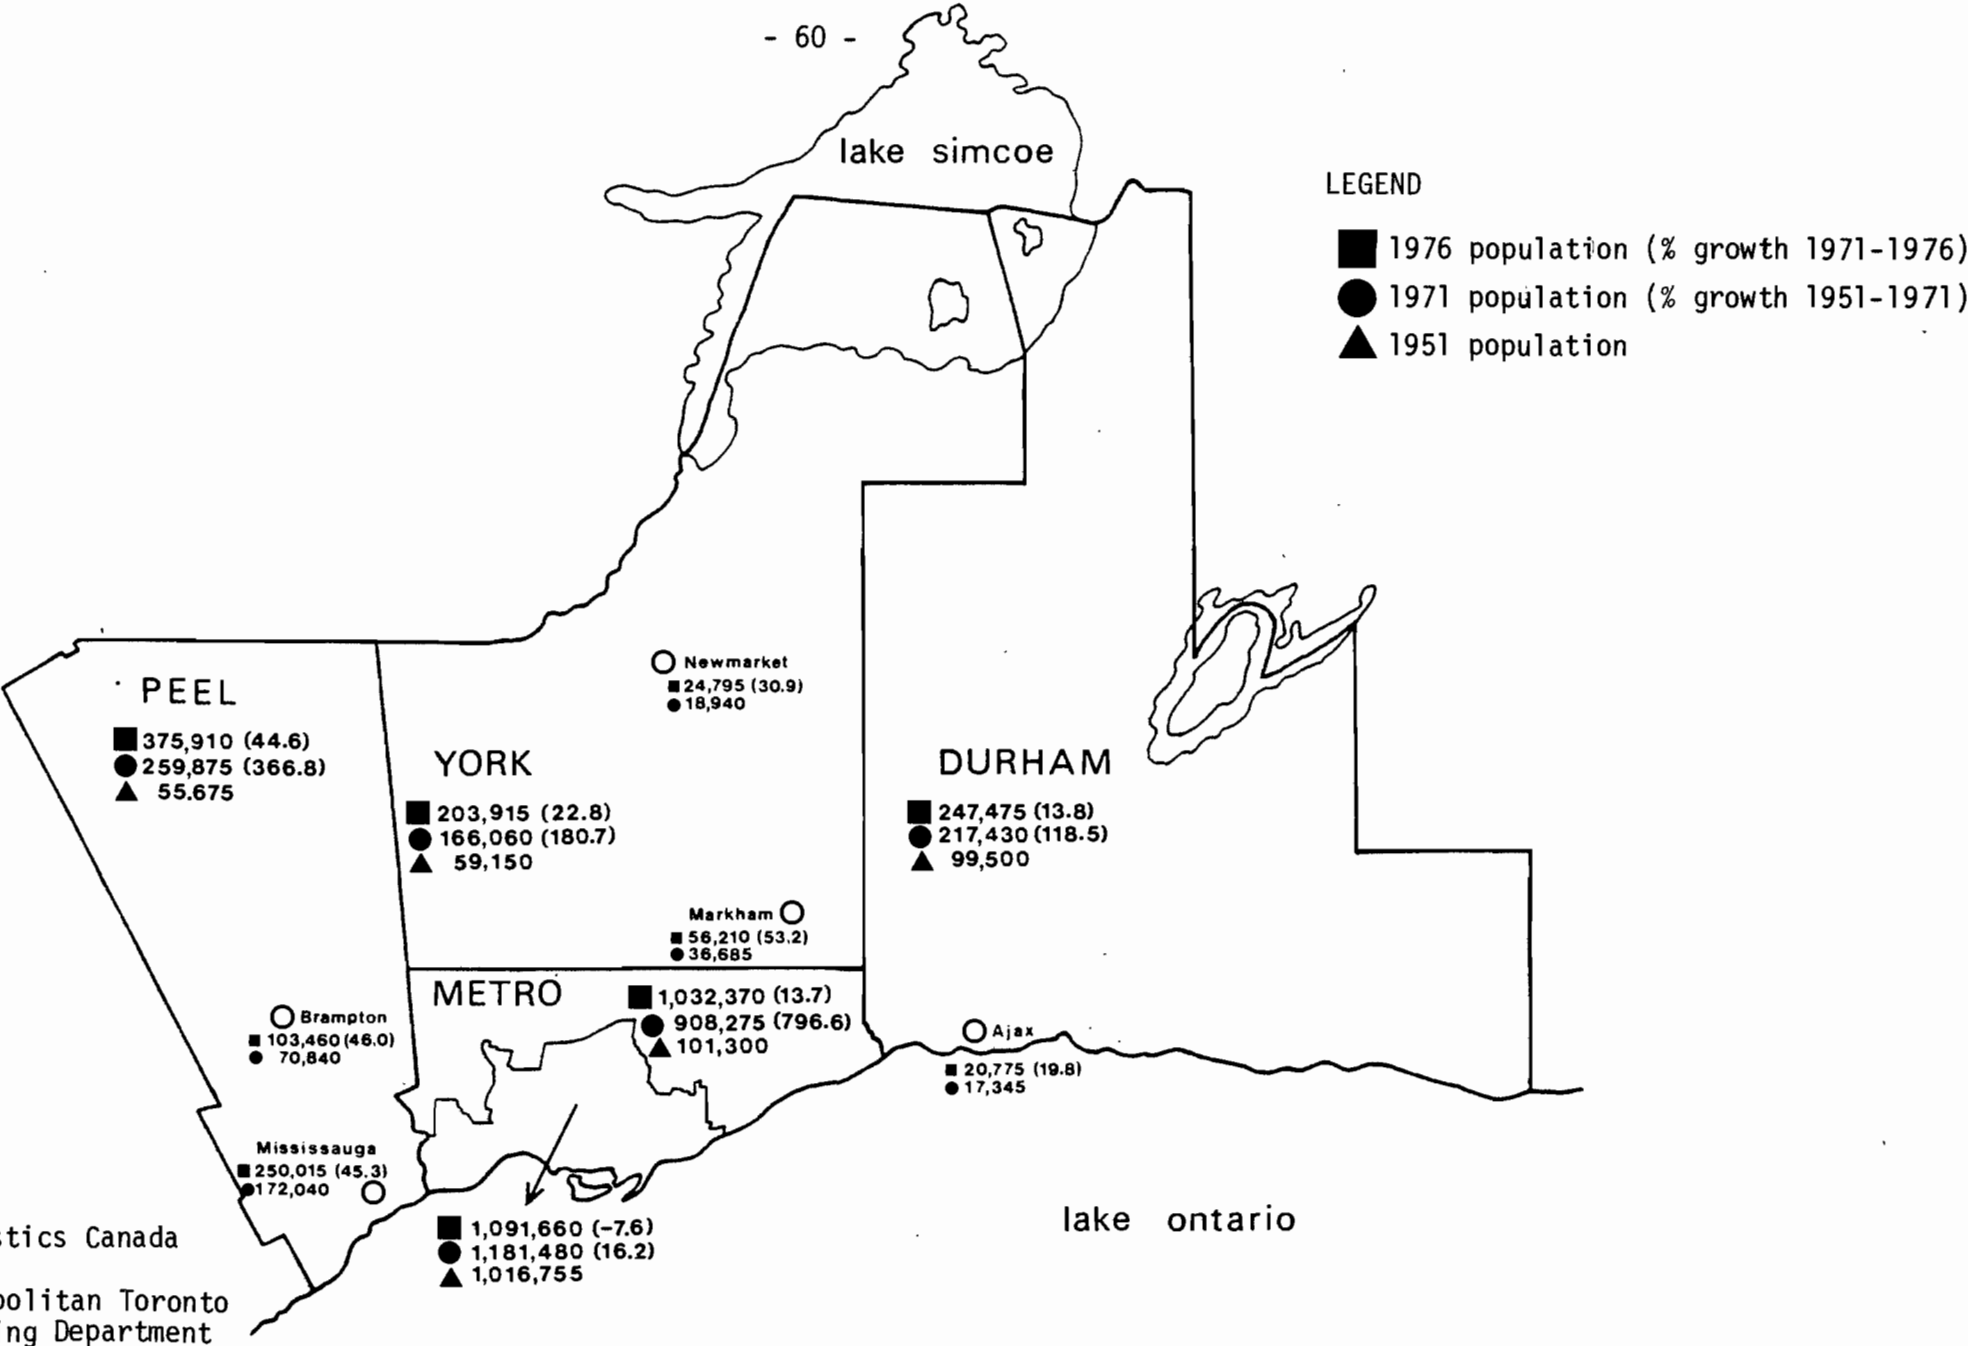 - 60 -
lake simcoe
LEGEND
■ 1976 population (% growth 1971-1976)
● 1971 population (% growth 1951-1971)
▲ 1951 population
PEEL
■ 375,910 (44.6)
● 259,875 (366.8)
▲ 55.675
Newmarket
■ 24,795 (30.9)
● 18,940
YORK
■ 203,915 (22.8)
● 166,060 (180.7)
▲ 59,150
DURHAM
■ 247,475 (13.8)
● 217,430 (118.5)
▲ 99,500
Markham
■ 56,210 (53.2)
● 36,685
METRO
■ 1,032,370 (13.7)
● 908,275 (796.6)
▲ 101,300
Brampton
■ 103,460 (46.0)
● 70,840
Ajax
■ 20,775 (19.8)
● 17,345
Mississauga
■ 250,015 (45.3)
● 172,040
■ 1,091,660 (-7.6)
● 1,181,480 (16.2)
▲ 1,016,755
lake ontario
stics Canada
politan Toronto
ing Department